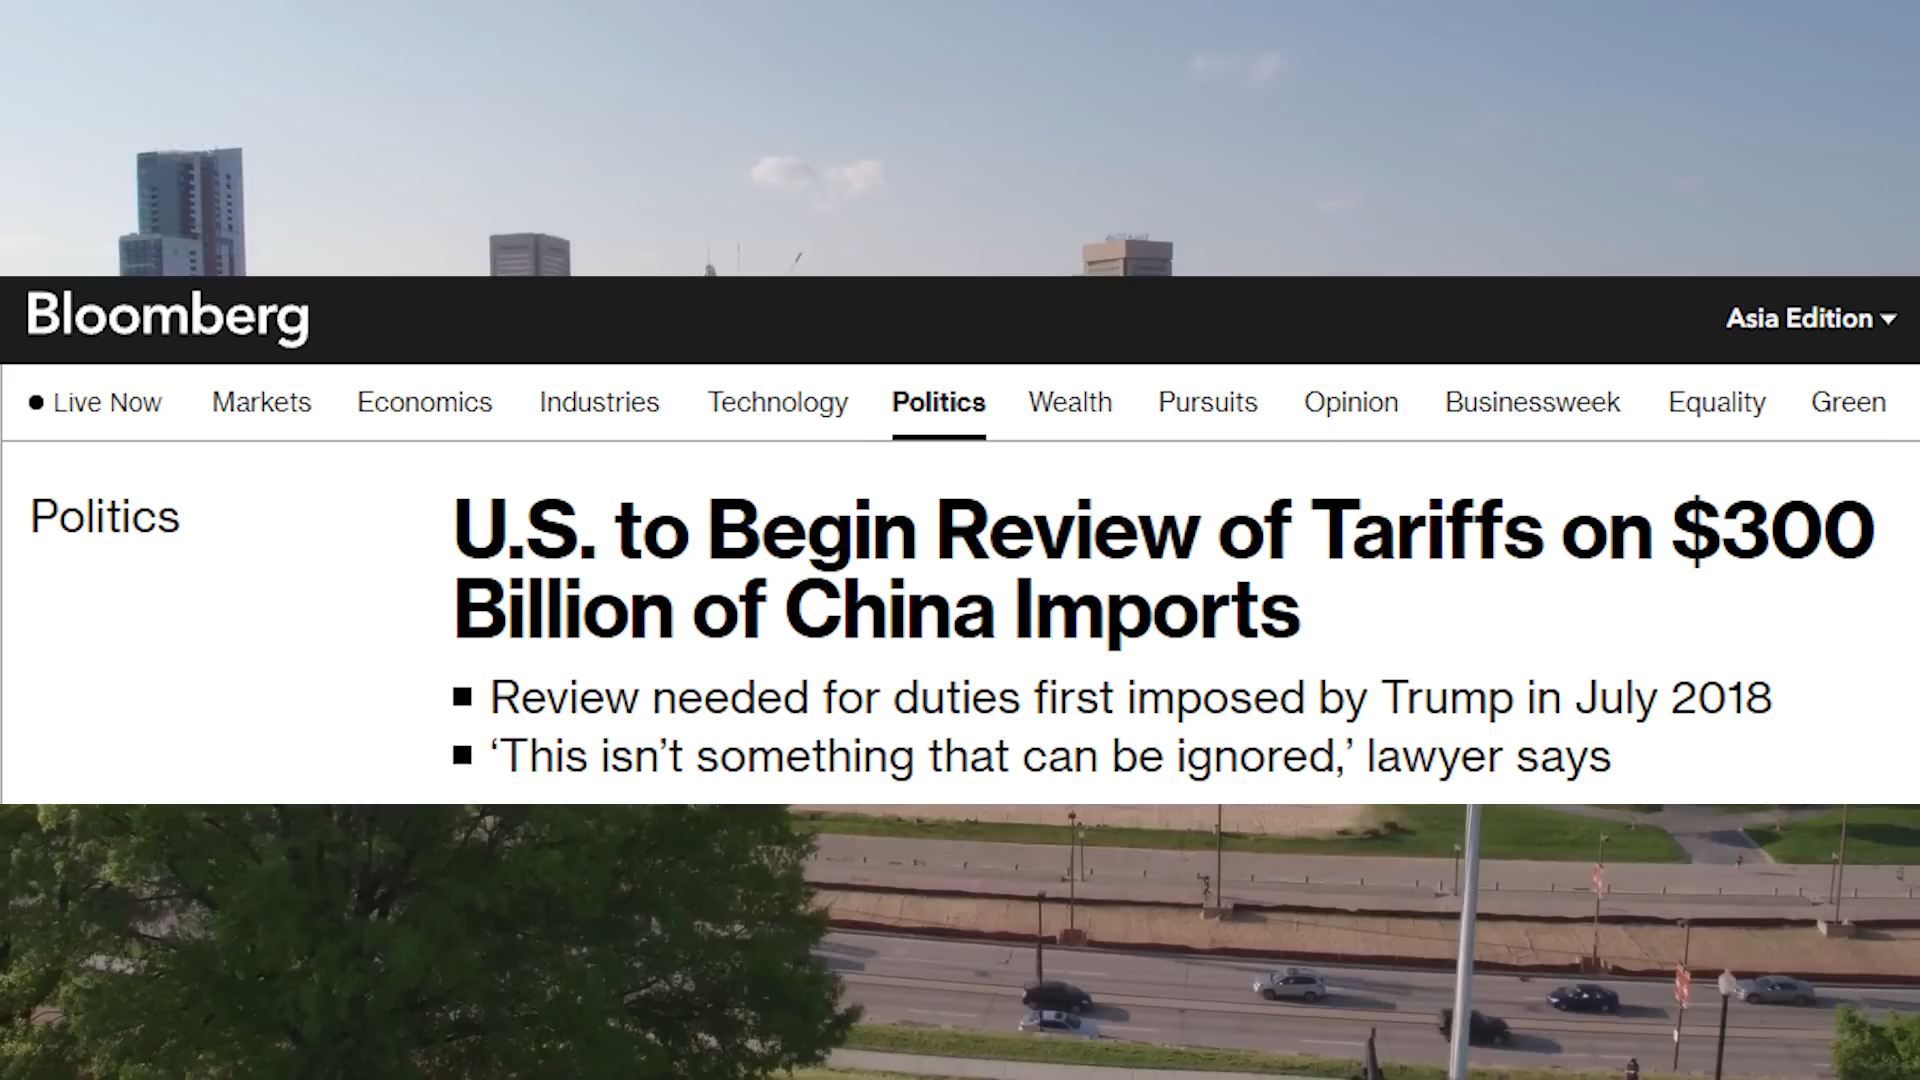 Bloomberg
Asia Edition
Live Now Markets Economics Industries Technology Politics Wealth Pursuits Opinion Businessweek Equality Green
Politics
U.S. to Begin Review of Tariffs on $300
Billion of China Imports
Review needed for duties first imposed by Trump in July 2018
‘This isn’t something that can be ignored,’ lawyer says